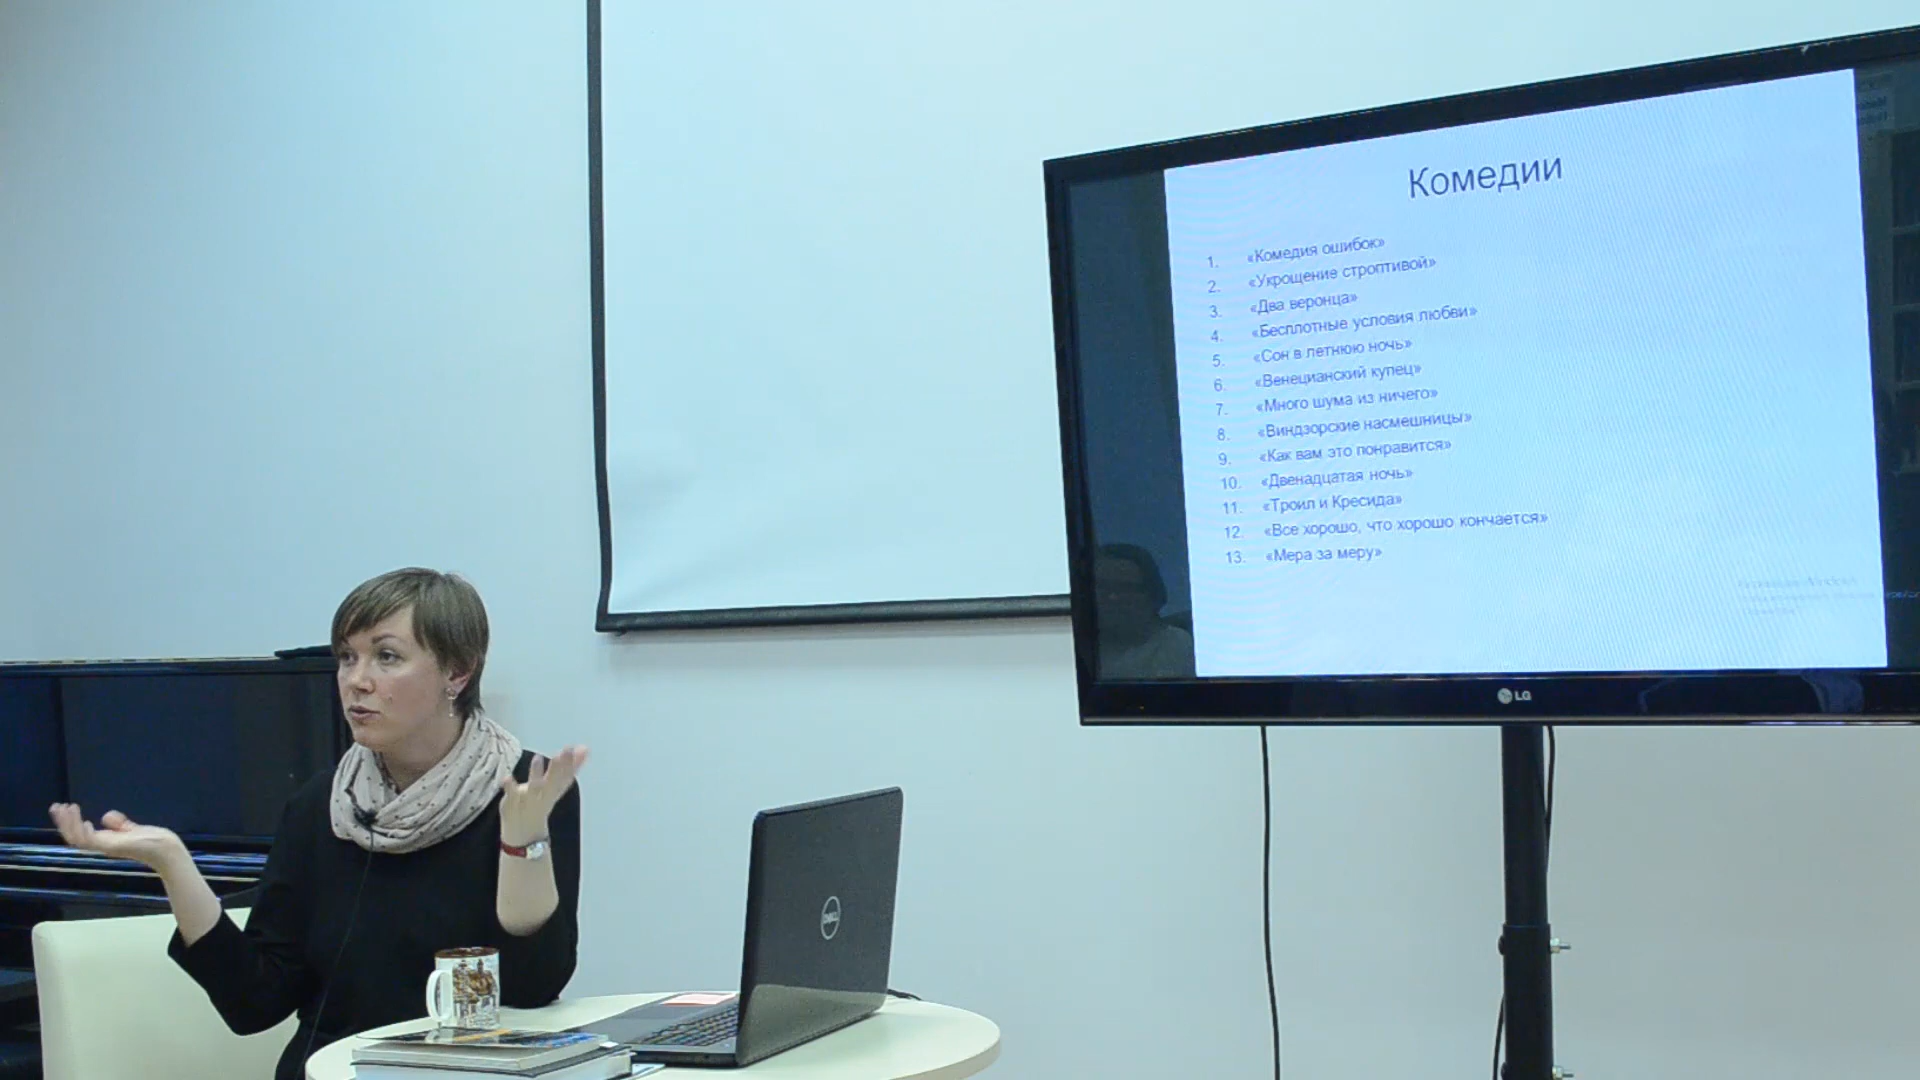 Комедии
1. «Комедия ошибок»
2. «Укрощение строптивой»
3. «Два веронца»
4. «Бесплотные условия любви»
5. «Сон в летнюю ночь»
6. «Венецианский купец»
7. «Много шума из ничего»
8. «Виндзорские насмешницы»
9. «Как вам это понравится»
10. «Двенадцатая ночь»
11. «Троил и Кресида»
12. «Все хорошо, что хорошо кончается»
13. «Мера за меру»
LG
DELL